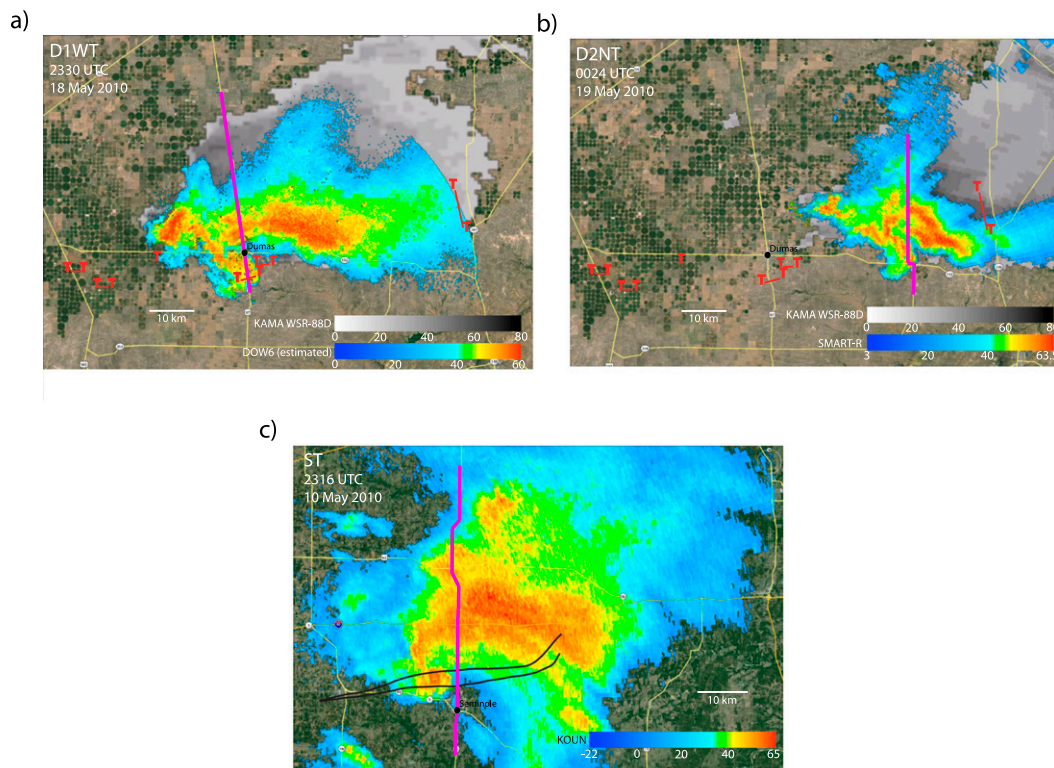 a)
D1WT
2330 UTC
18 May 2010
Dumas
T
T
T T
T T
T
T T
T T
10 km
KAMA WSR-88D
0 20 40 60 80
DOW6 (estimated)
0 20 40 60
b)
D2NT
0024 UTC
19 May 2010
Dumas
T
T
T
T T
T T
T T
T T
10 km
KAMA WSR-88D
0 20 40 60 80
SMART-R
3 20 40 63.5
c)
ST
2316 UTC
10 May 2010
Seminole
10 km
KOUN
-22 0 20 40 65